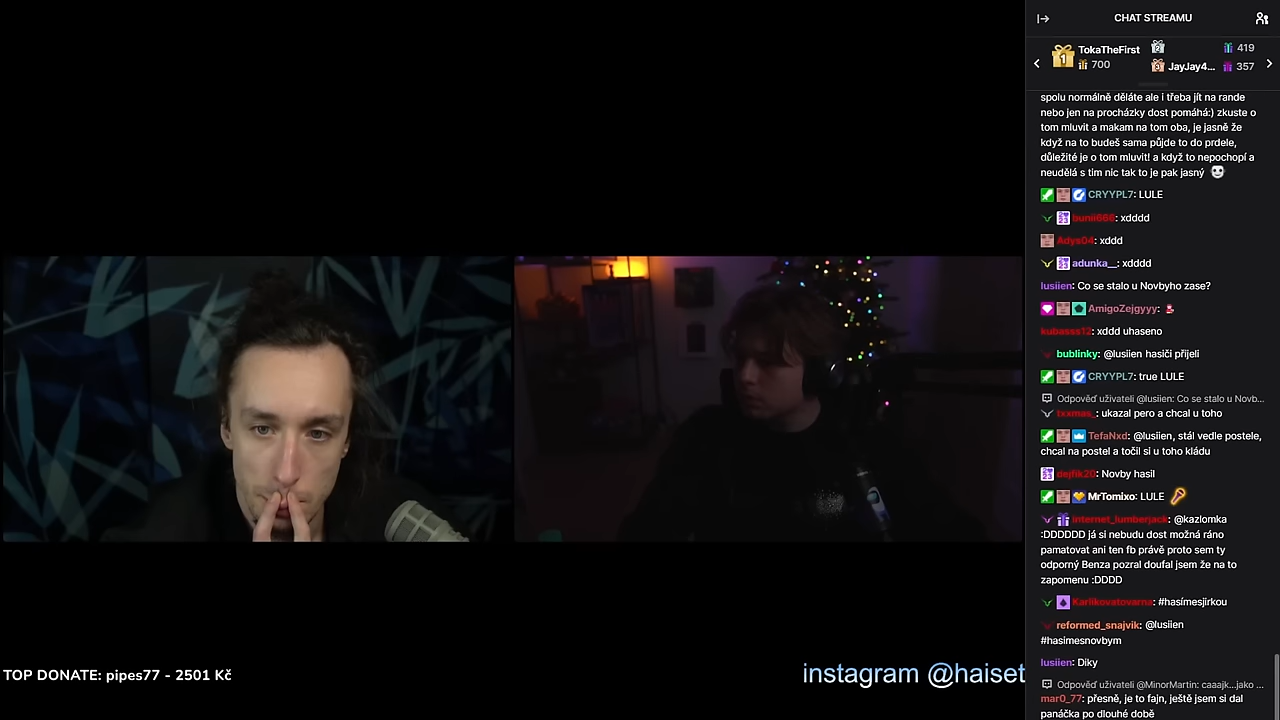 CHAT STREAMU
TokaTheFirst
700
419
JayJay4...
357
spolu normálně děláte ale i třeba jít na rande
nebo jen na procházky dost pomáhá:) zkuste o
tom mluvit a makam na tom oba, je jasně že
když na to budeš sama půjde to do prdele,
důležité je o tom mluvit! a když to nepochopí a
neudělá s tim nic tak to je pak jasný
CRYYPL7: LULE
bunii666: xdddd
Adys04: xddd
adunka__: xdddd
lusiien: Co se stalo u Novbyho zase?
AmigoZejgyyy:
kubasss12: xddd uhaseno
bublinky: @lusiien hasiči přijeli
CRYYPL7: true LULE
Odpověď uživateli @lusiien: Co se stalo u Novb...
txxmas_: ukazal pero a chcal u toho
TefaNxd: @lusiien, stál vedle postele,
chcal na postel a točil si u toho kládu
dejfik20: Novby hasil
MrTomixo: LULE
internet_lumberjack: @kazlomka
:DDDDDD já si nebudu dost možná ráno
pamatovat ani ten fb právě proto sem ty
odporný Benza pozral doufal jsem že na to
zapomenu :DDDD
Karlikovatovarna: #hasímesjirkou
reformed_snajvik: @lusiien
#hasimesnovbym
lusiien: Diky
Odpověď uživateli @MinorMartin: caaajk...jako ...
mar0_77: přesně, je to fajn, ještě jsem si dal
panáčka po dlouhé době
TOP DONATE: pipes77 - 2501 Kč
instagram @haiset